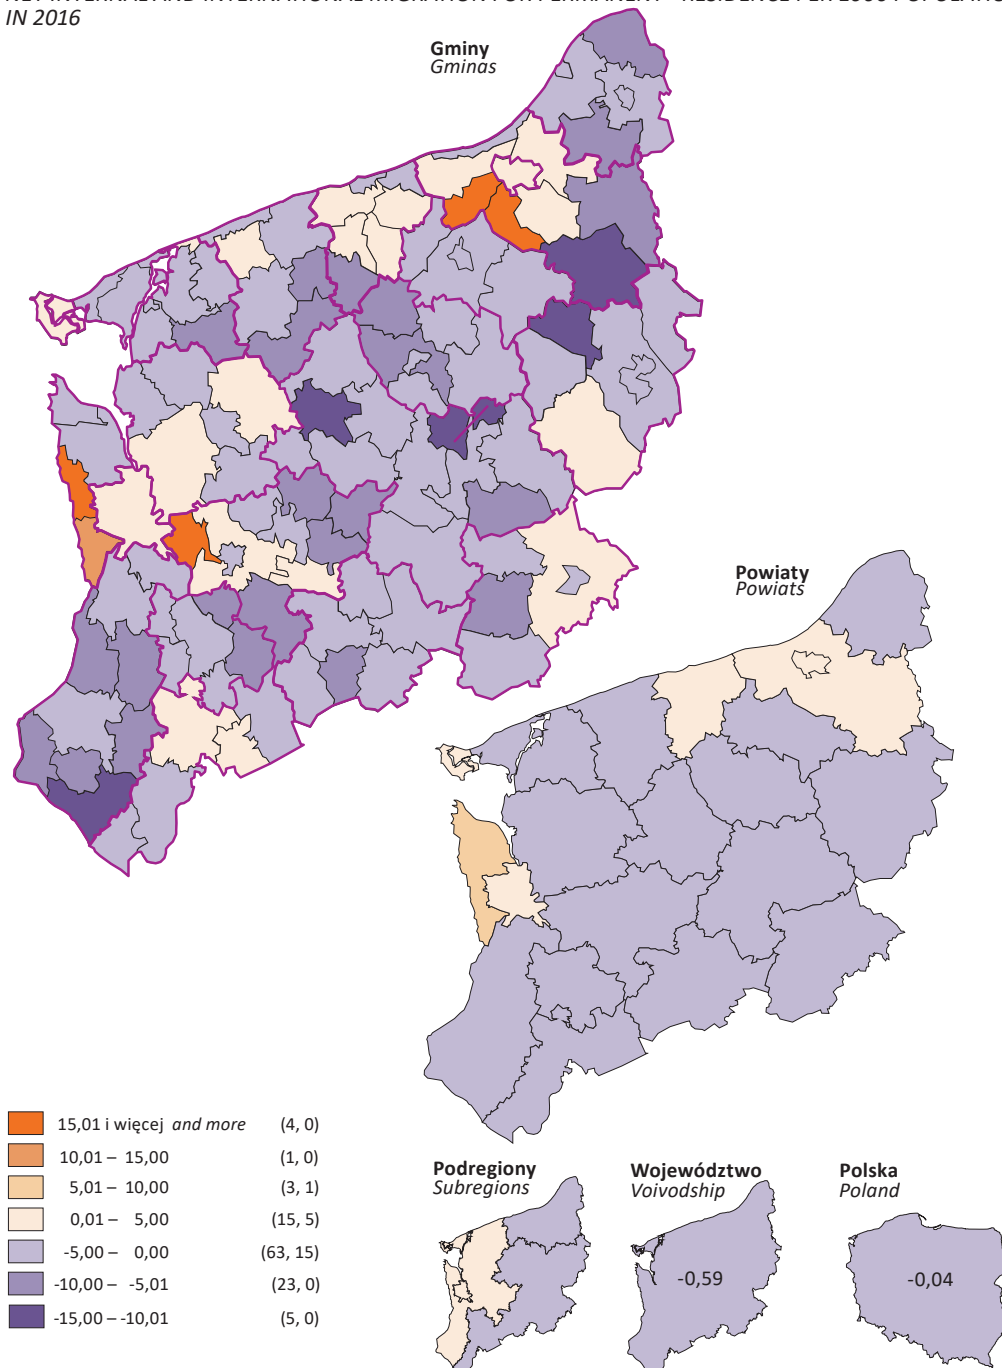 IN 2016
Gminy
Gminas
Powiaty
Powiats
15,01 i więcej and more (4, 0)
10,01 – 15,00 (1, 0)
5,01 – 10,00 (3, 1)
0,01 – 5,00 (15, 5)
-5,00 – 0,00 (63, 15)
-10,00 – -5,01 (23, 0)
-15,00 – -10,01 (5, 0)
Podregiony
Subregions
Województwo
Voivodship
Polska
Poland
-0,59
-0,04